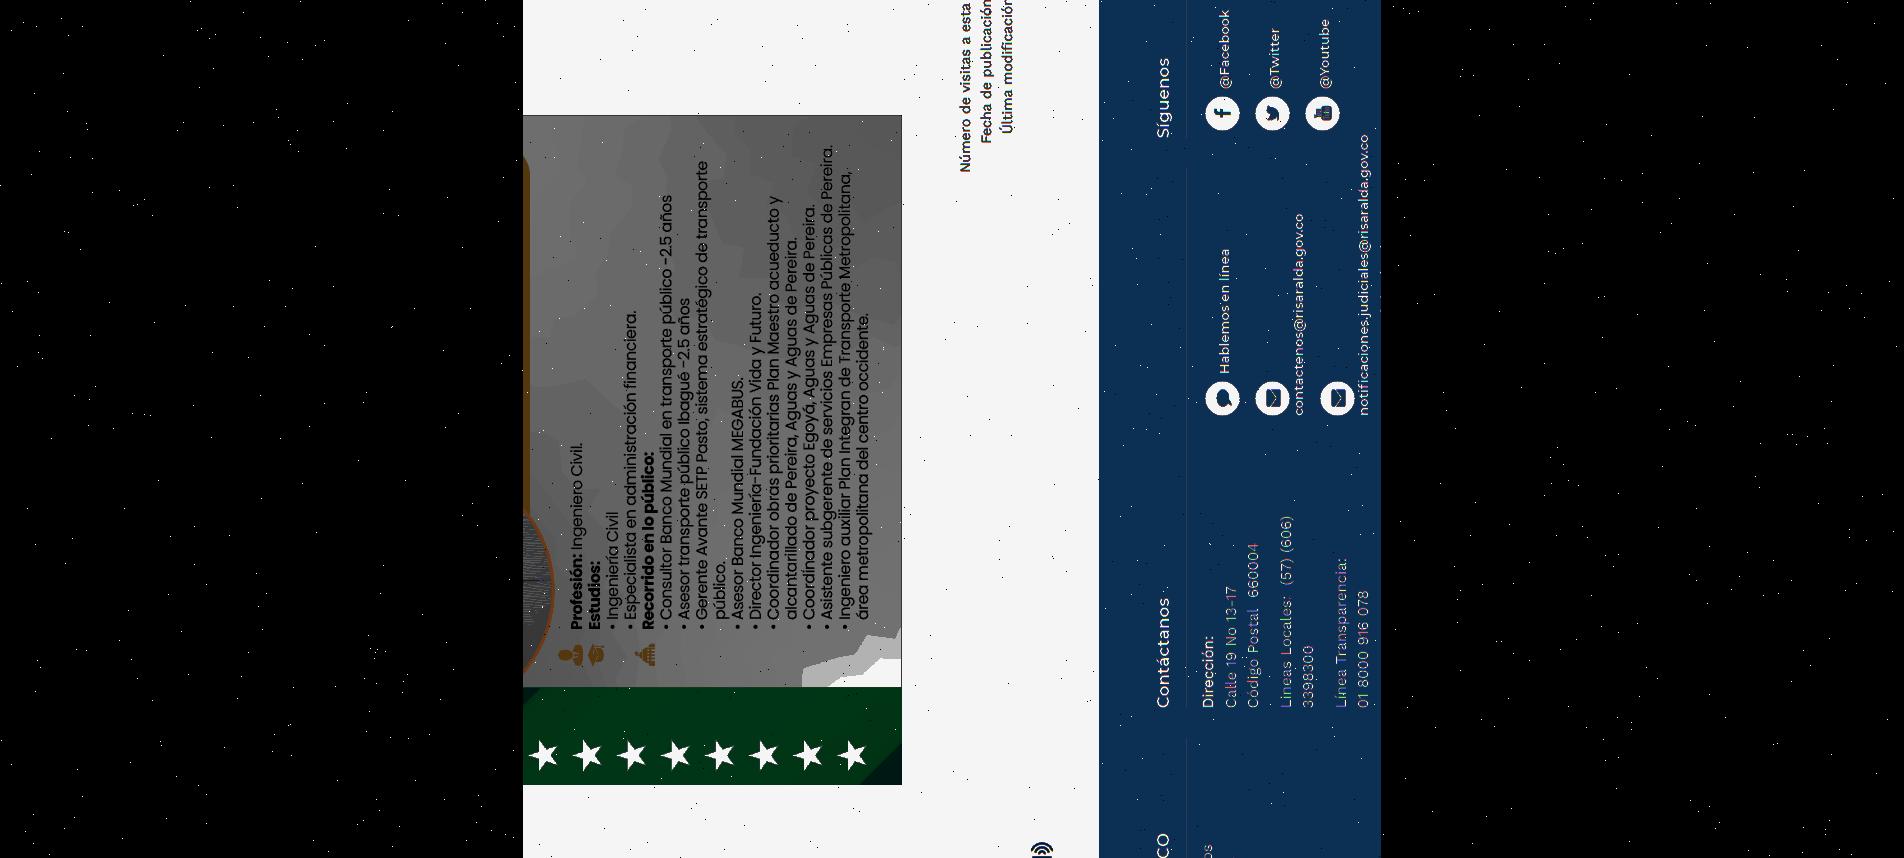 Profesión: Ingeniero Civil.
Estudios:
• Ingeniería Civil
• Especialista en administración financiera.
Recorrido en lo público:
• Consultor Banco Mundial en transporte público -2.5 años
• Asesor transporte público Ibagué -2.5 años
• Gerente Avante SETP Pasto, sistema estratégico de transporte
público.
• Asesor Banco Mundial MEGABUS.
• Director Ingeniería-Fundación Vida y Futuro.
• Coordinador obras prioritarias Plan Maestro acueducto y
alcantarillado de Pereira, Aguas y Aguas de Pereira.
• Coordinador proyecto Egoyá, Aguas y Aguas de Pereira.
• Asistente subgerente de servicios Empresas Públicas de Pereira.
• Ingeniero auxiliar Plan Integran de Transporte Metropolitana,
área metropolitana del centro occidente.
Número de visitas a esta
Fecha de publicación
Última modificación
CO
os
Contáctanos
Dirección:
Calle 19 No 13-17
Código Postal 660004
Líneas Locales: (57) (606)
3398300
Línea Transparencia:
01 8000 916 078
Hablemos en línea
contactenos@risaralda.gov.co
notificaciones.judiciales@risaralda.gov.co
Síguenos
@Facebook
@Twitter
@Youtube